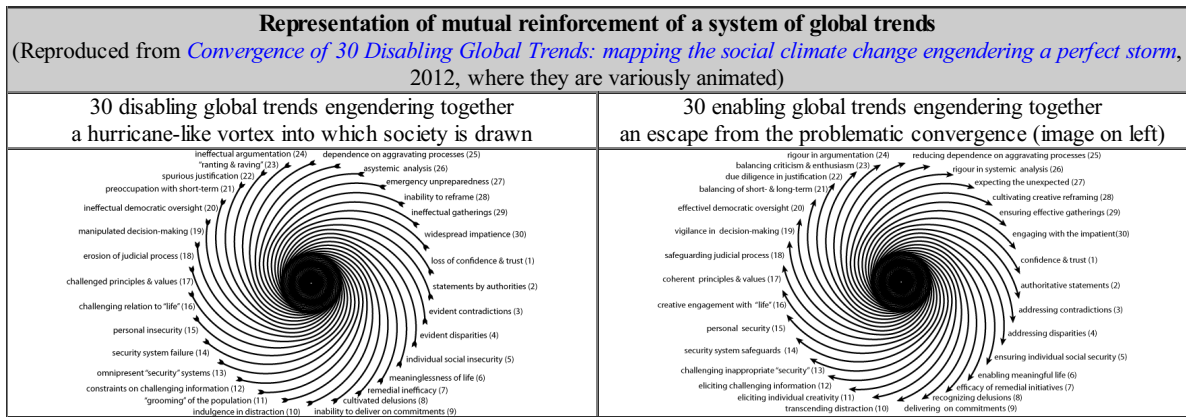 Representation of mutual reinforcement of a system of global trends
(Reproduced from Convergence of 30 Disabling Global Trends: mapping the social climate change engendering a perfect storm,
2012, where they are variously animated)
30 disabling global trends engendering together
a hurricane-like vortex into which society is drawn
ineffectual argumentation (24)
dependence on aggravating processes (25)
"ranting & raving" (23)
asystemic analysis (26)
spurious justification (22)
emergency unpreparedness (27)
preoccupation with short-term (21)
inability to reframe (28)
ineffectual democratic oversight (20)
ineffectual gatherings (29)
manipulated decision-making (19)
widespread impatience (30)
erosion of judicial process (18)
loss of confidence & trust (1)
challenged principles & values (17)
statements by authorities (2)
challenging relation to "life" (16)
evident contradictions (3)
personal insecurity (15)
evident disparities (4)
security system failure (14)
individual social insecurity (5)
omnipresent "security" systems (13)
meaninglessness of life (6)
constraints on challenging information (12)
remedial inefficacy (7)
"grooming" of the population (11)
cultivated delusions (8)
indulgence in distraction (10)
inability to deliver on commitments (9)
30 enabling global trends engendering together
an escape from the problematic convergence (image on left)
rigour in argumentation (24)
reducing dependence on aggravating processes (25)
balancing criticism & enthusiasm (23)
rigour in systemic analysis (26)
due diligence in justification (22)
expecting the unexpected (27)
balancing of short- & long-term (21)
cultivating creative reframing (28)
effectivel democratic oversight (20)
ensuring effective gatherings (29)
vigilance in decision-making (19)
engaging with the impatient(30)
safeguarding judicial process (18)
confidence & trust (1)
coherent principles & values (17)
authoritative statements (2)
creative engagement with "life" (16)
addressing contradictions (3)
personal security (15)
addressing disparities (4)
security system safeguards (14)
ensuring individual social security (5)
challenging inappropriate "security" (13)
enabling meaningful life (6)
eliciting challenging information (12)
efficacy of remedial initiatives (7)
eliciting individual creativity (11)
recognizing delusions (8)
transcending distraction (10)
delivering on commitments (9)